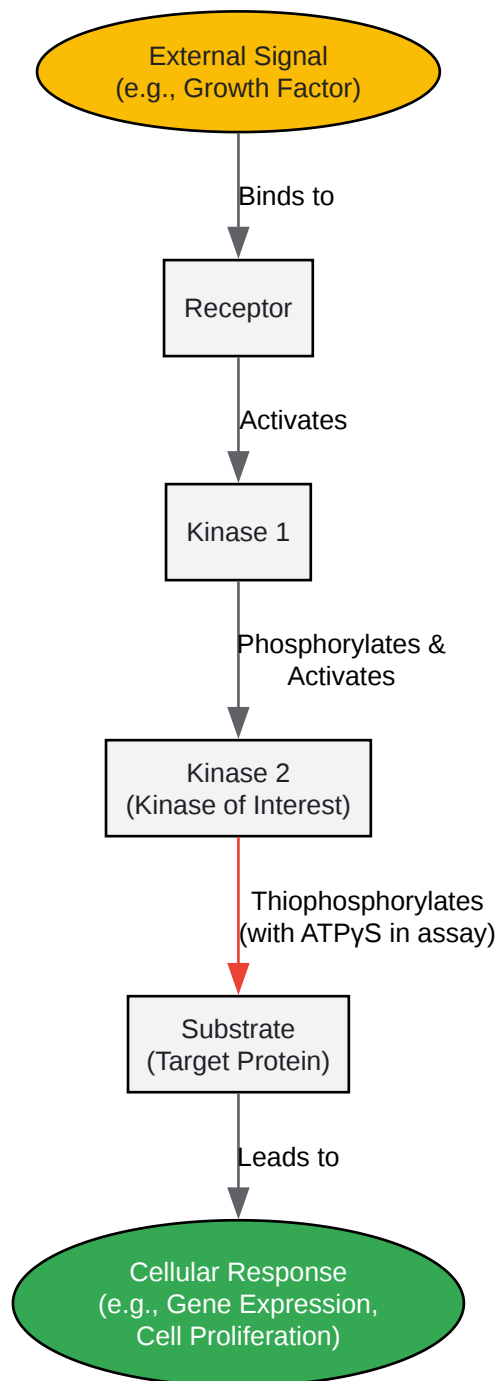 External Signal
(e.g., Growth Factor)
Binds to
Receptor
Activates
Kinase 1
Phosphorylates &
Activates
Kinase 2
(Kinase of Interest)
Thiophosphorylates
(with ATPγS in assay)
Substrate
(Target Protein)
Leads to
Cellular Response
(e.g., Gene Expression,
Cell Proliferation)